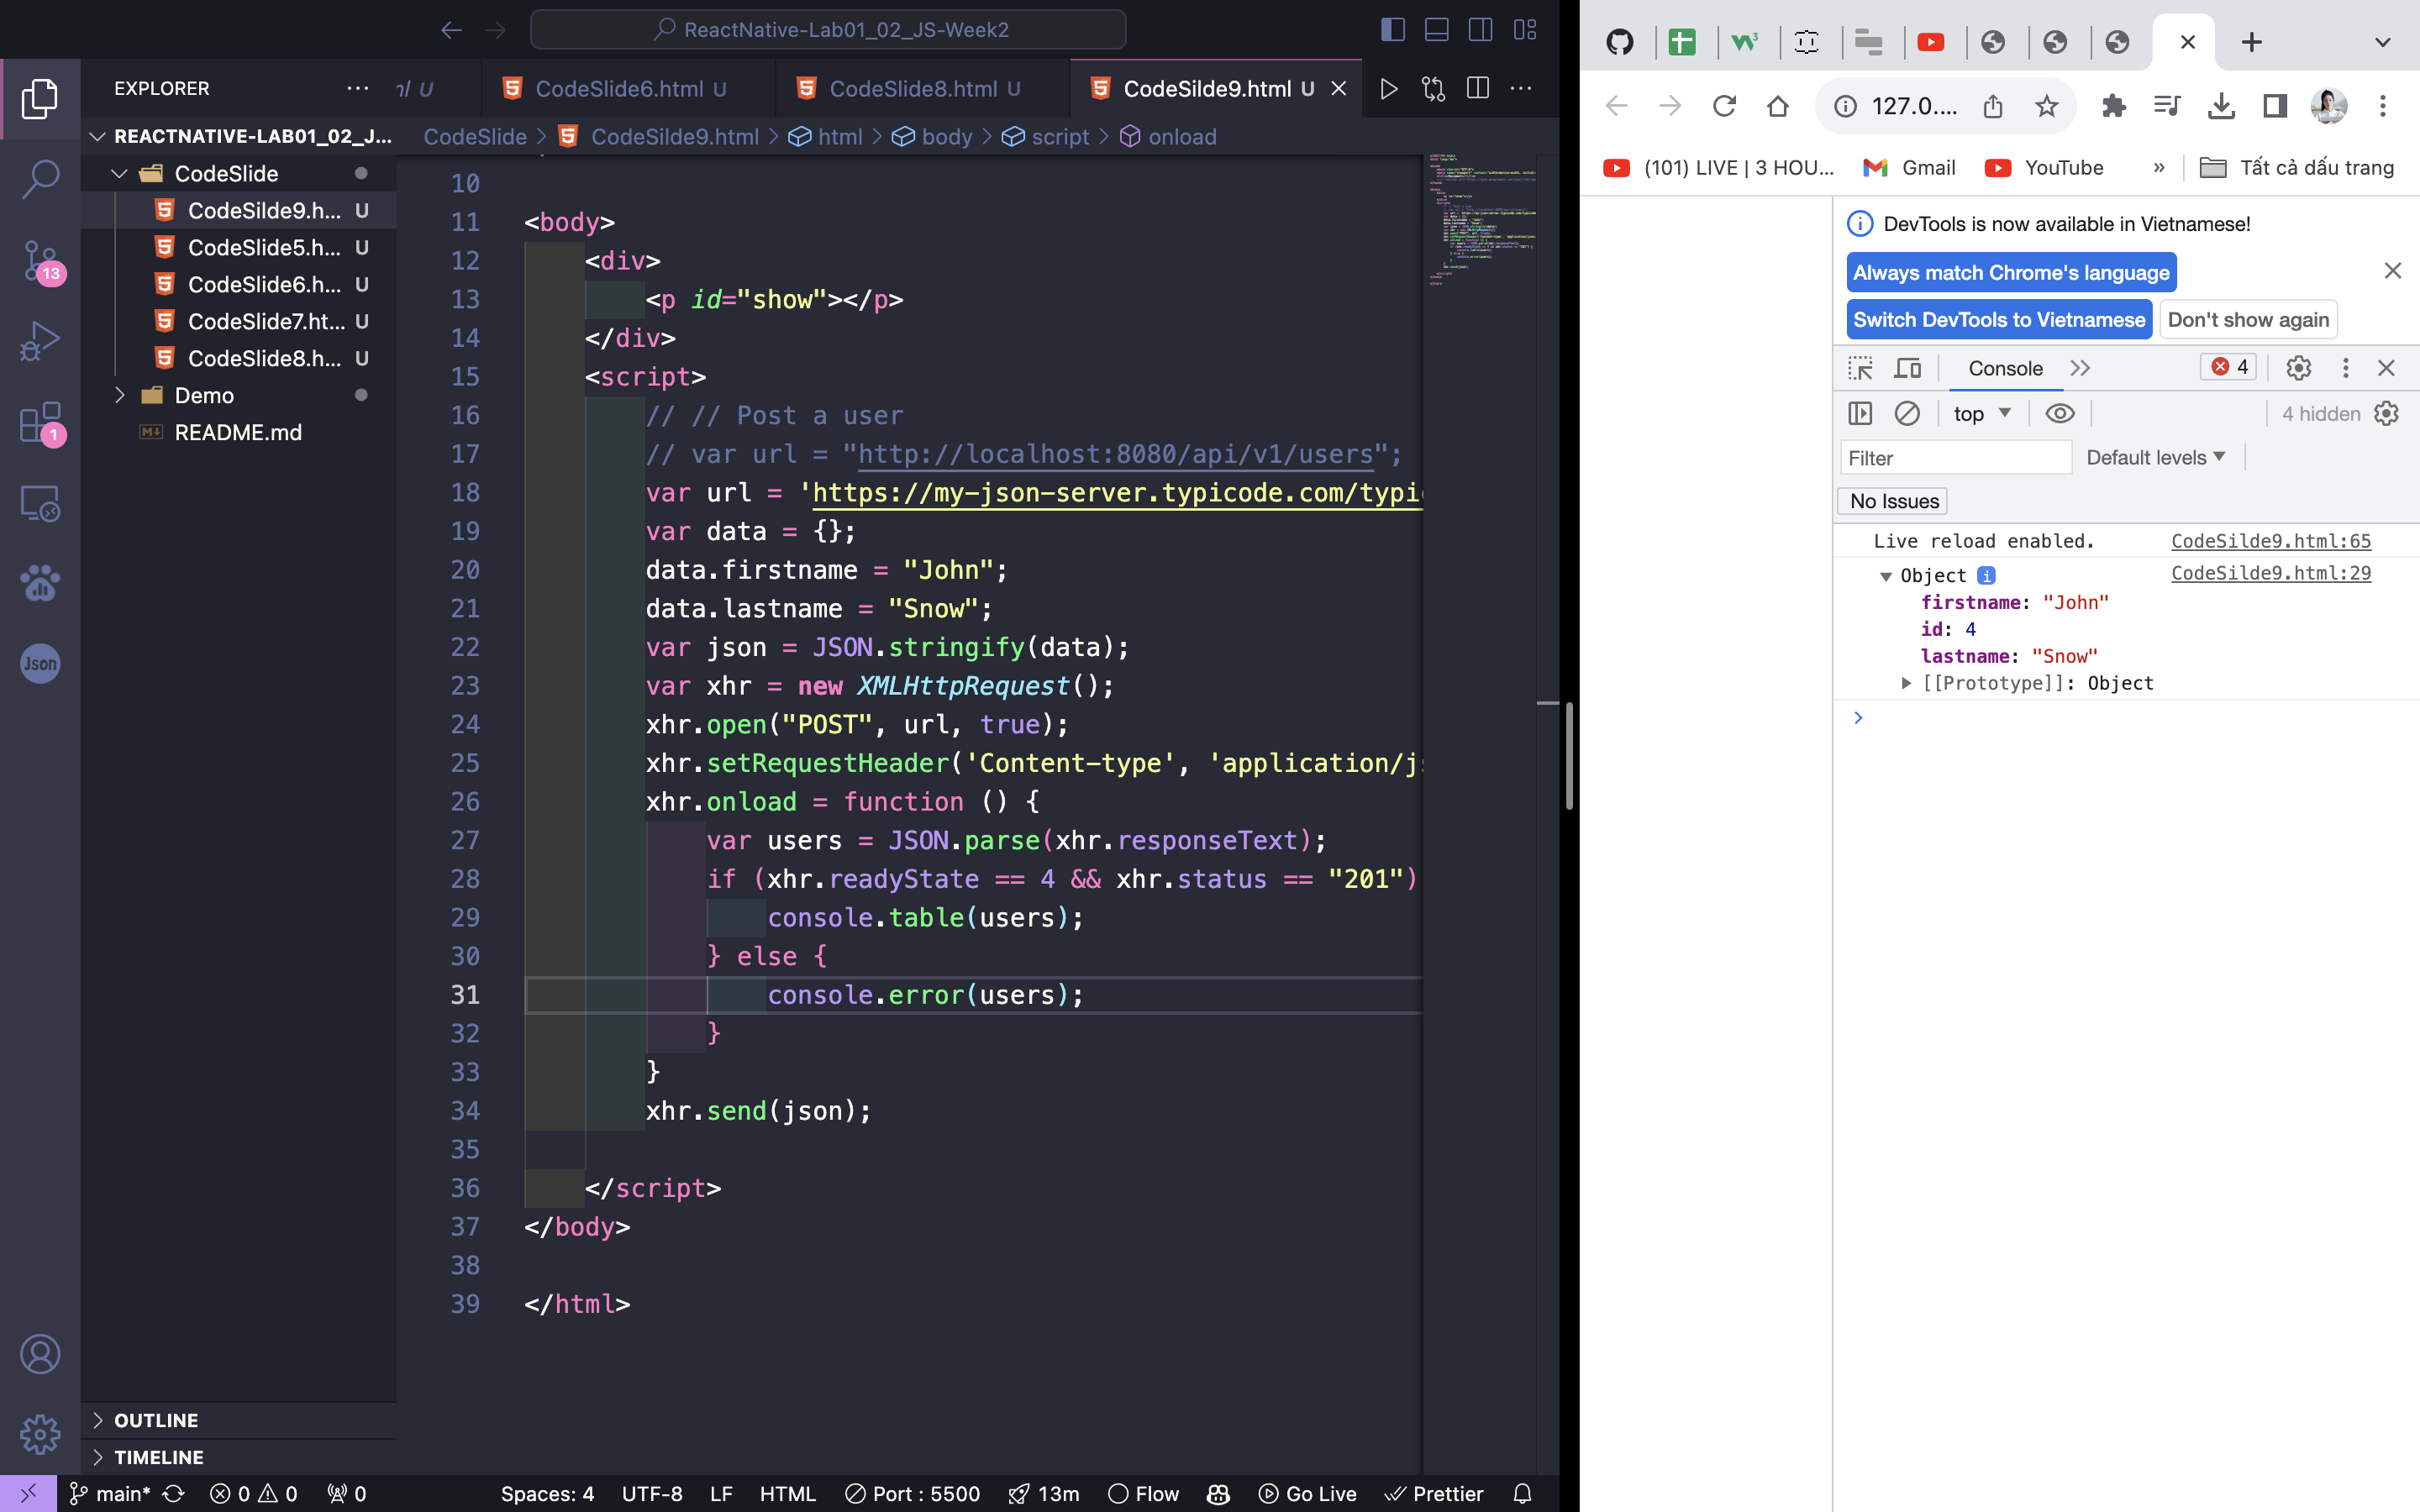 ReactNative-Lab01_02_JS-Week2
EXPLORER
U
CodeSlide6.html U
CodeSlide8.html U
CodeSilde9.html U
REACTNATIVE-LAB01_02_J...
CodeSlide > CodeSilde9.html > html > body > script > onload
CodeSlide
CodeSilde9.h... U
CodeSlide5.h... U
CodeSlide6.h... U
CodeSlide7.ht... U
CodeSlide8.h... U
Demo
README.md
13
1
Json
10
11 <body>
12 <div>
13 <p id="show"></p>
14 </div>
15 <script>
16 // // Post a user
17 // var url = "http://localhost:8080/api/v1/users";
18 var url = 'https://my-json-server.typicode.com/typi
19 var data = {};
20 data.firstname = "John";
21 data.lastname = "Snow";
22 var json = JSON.stringify(data);
23 var xhr = new XMLHttpRequest();
24 xhr.open("POST", url, true);
25 xhr.setRequestHeader('Content-type', 'application/js
26 xhr.onload = function () {
27 var users = JSON.parse(xhr.responseText);
28 if (xhr.readyState == 4 && xhr.status == "201")
29 console.table(users);
30 } else {
31 console.error(users);
32 }
33 }
34 xhr.send(json);
35
36 </script>
37 </body>
38
39 </html>
OUTLINE
TIMELINE
main* 0 0 0 Spaces: 4 UTF-8 LF HTML Port : 5500 13m Flow Go Live Prettier
127.0....
(101) LIVE | 3 HOU... Gmail YouTube » Tất cả dấu trang
DevTools is now available in Vietnamese!
Always match Chrome's language
Switch DevTools to Vietnamese Don't show again
Console 4
top 4 hidden
Filter Default levels
No Issues
Live reload enabled. CodeSilde9.html:65
Object i CodeSilde9.html:29
firstname: "John"
id: 4
lastname: "Snow"
[[Prototype]]: Object